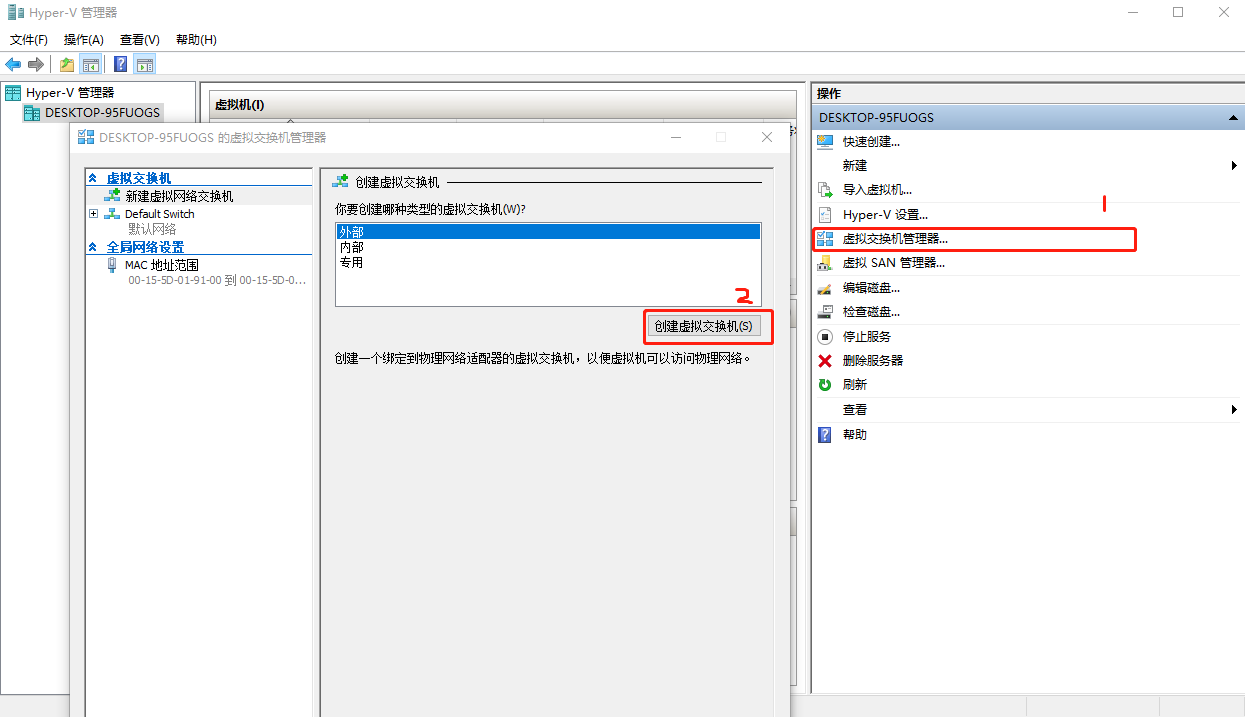 Hyper-V 管理器
文件(F) 操作(A) 查看(V) 帮助(H)
Hyper-V 管理器
DESKTOP-95FUOGS
虚拟机(I)
DESKTOP-95FUOGS 的虚拟交换机管理器
虚拟交换机
新建虚拟网络交换机
Default Switch
默认网络
全局网络设置
MAC 地址范围
00-15-5D-01-91-00 到 00-15-5D-0...
创建虚拟交换机
你要创建哪种类型的虚拟交换机(W)?
外部
内部
专用
2
创建虚拟交换机(S)
创建一个绑定到物理网络适配器的虚拟交换机，以便虚拟机可以访问物理网络。
操作
DESKTOP-95FUOGS
快速创建...
新建
导入虚拟机...
1
Hyper-V 设置...
虚拟交换机管理器...
虚拟 SAN 管理器...
编辑磁盘...
检查磁盘...
停止服务
删除服务器
刷新
查看
帮助